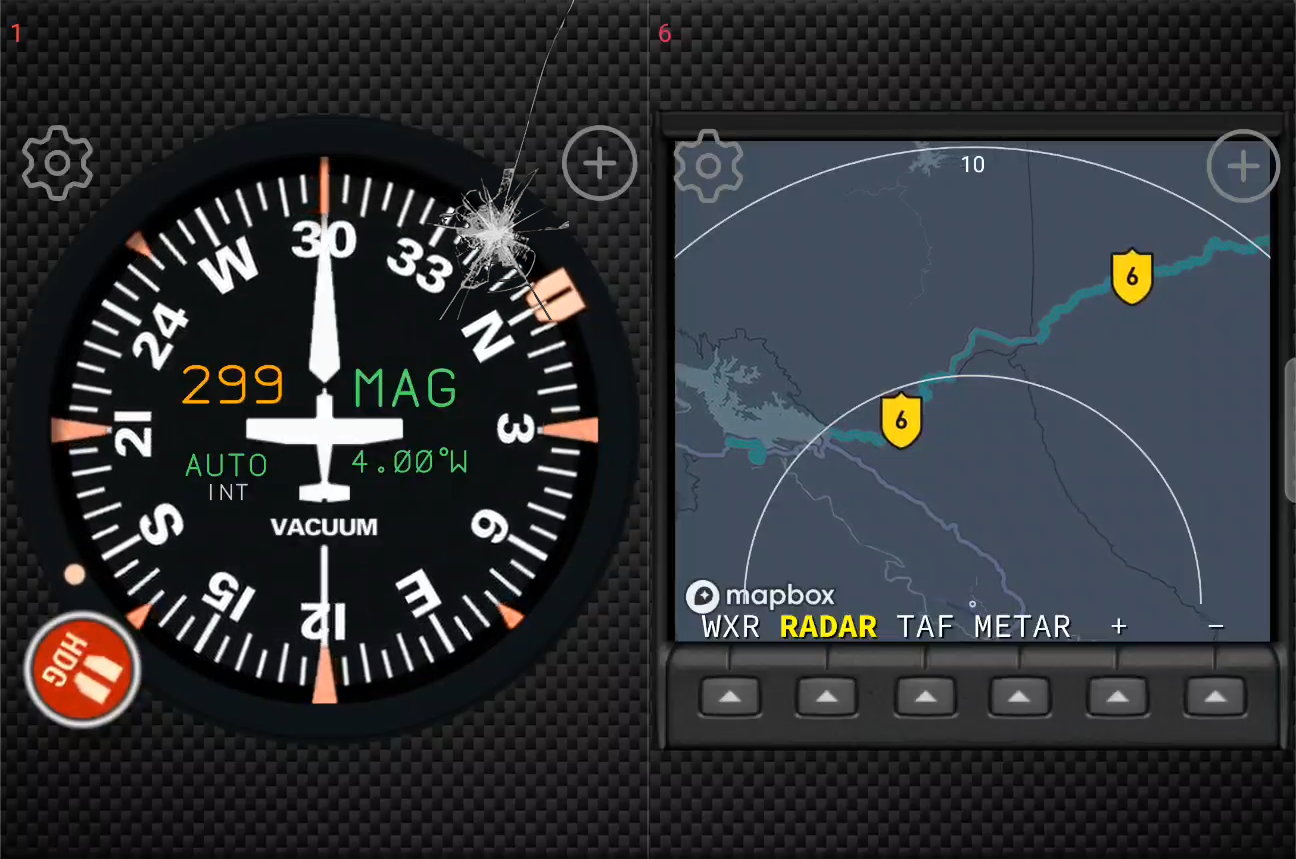 1
30
33
N
3
6
E
12
15
S
21
24
W
299 MAG
AUTO 4.00°W
INT
VACUUM
HDG
6
10
6
6
mapbox
WXR RADAR TAF METAR + -